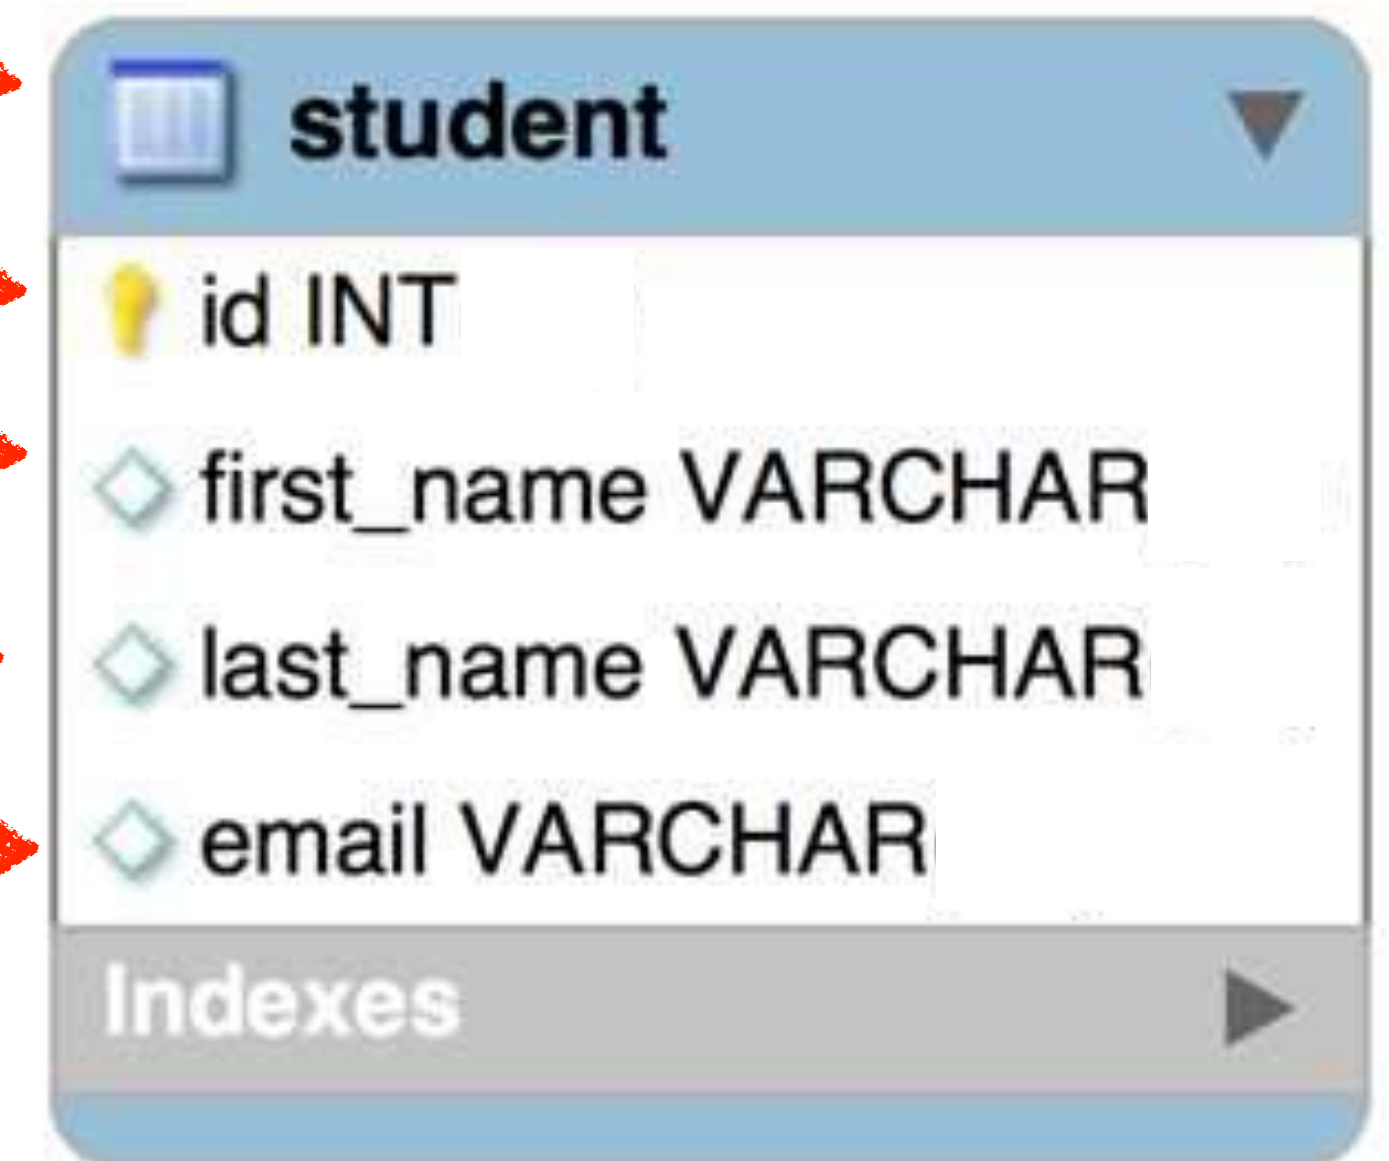 student
id INT
first_name VARCHAR
last_name VARCHAR
email VARCHAR
Indexes